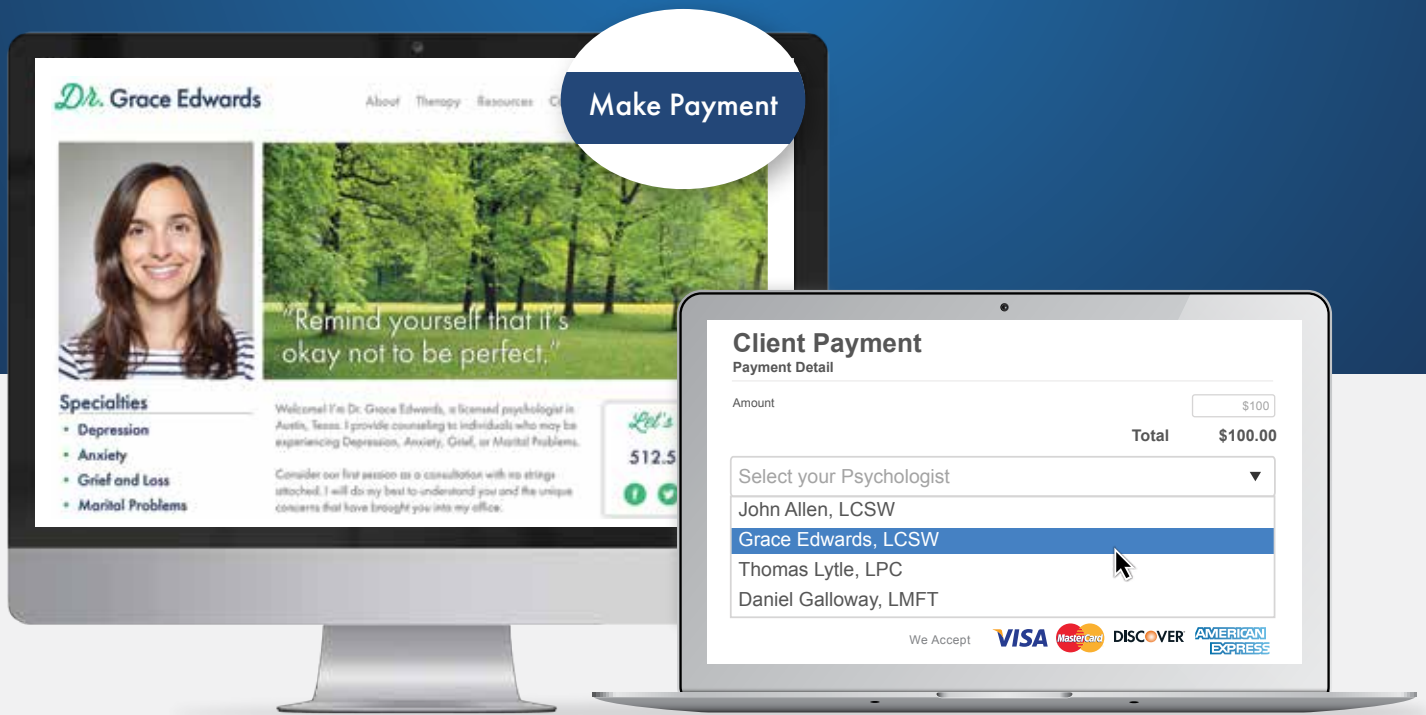 Dr. Grace Edwards
About Therapy Resources
Make Payment
"Remind yourself that it's
okay not to be perfect."
Specialties
• Depression
• Anxiety
• Grief and Loss
• Marital Problems
Welcome! I'm Dr. Grace Edwards, a licensed psychologist in
Austin, Texas. I provide counseling to individuals who may be
experiencing Depression, Anxiety, Grief, or Marital Problems.
Consider our first session as a consultation with no strings
attached. I will do my best to understand you and the unique
concerns that have brought you into my office.
Let's
512.5
Client Payment
Payment Detail
Amount
$100
Total $100.00
Select your Psychologist
John Allen, LCSW
Grace Edwards, LCSW
Thomas Lytle, LPC
Daniel Galloway, LMFT
We Accept VISA MasterCard DISCOVER AMERICAN EXPRESS